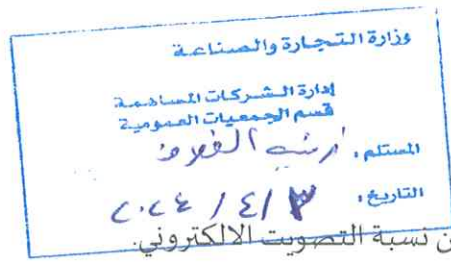 وزارة التجارة والصناعة
إدارة الشركات المساهمة
قسم الجمعيات العمومية
المستلم،
التاريخ، ٢٠٢٤/٤/٣
ن نسبة التصويت الالكتروني.